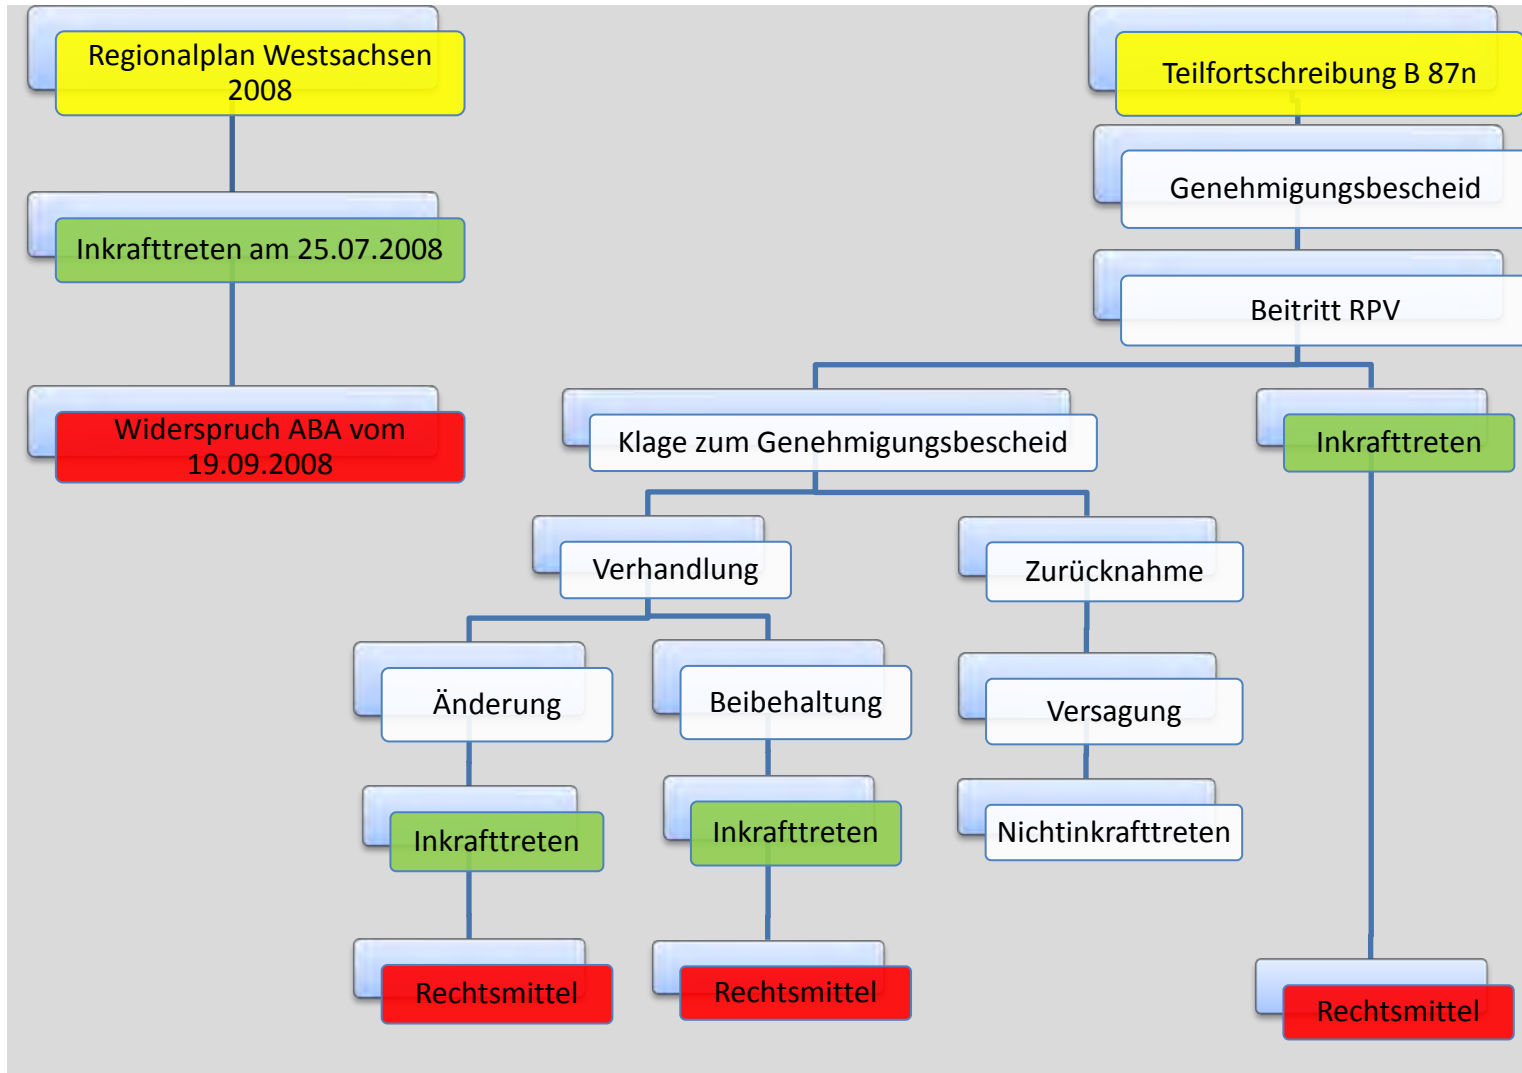 Regionalplan Westsachsen
2008
Inkrafttreten am 25.07.2008
Widerspruch ABA vom
19.09.2008
Teilfortschreibung B 87n
Genehmigungsbescheid
Beitritt RPV
Klage zum Genehmigungsbescheid
Inkrafttreten
Verhandlung
Zurücknahme
Änderung
Beibehaltung
Versagung
Inkrafttreten
Inkrafttreten
Nichtinkrafttreten
Rechtsmittel
Rechtsmittel
Rechtsmittel